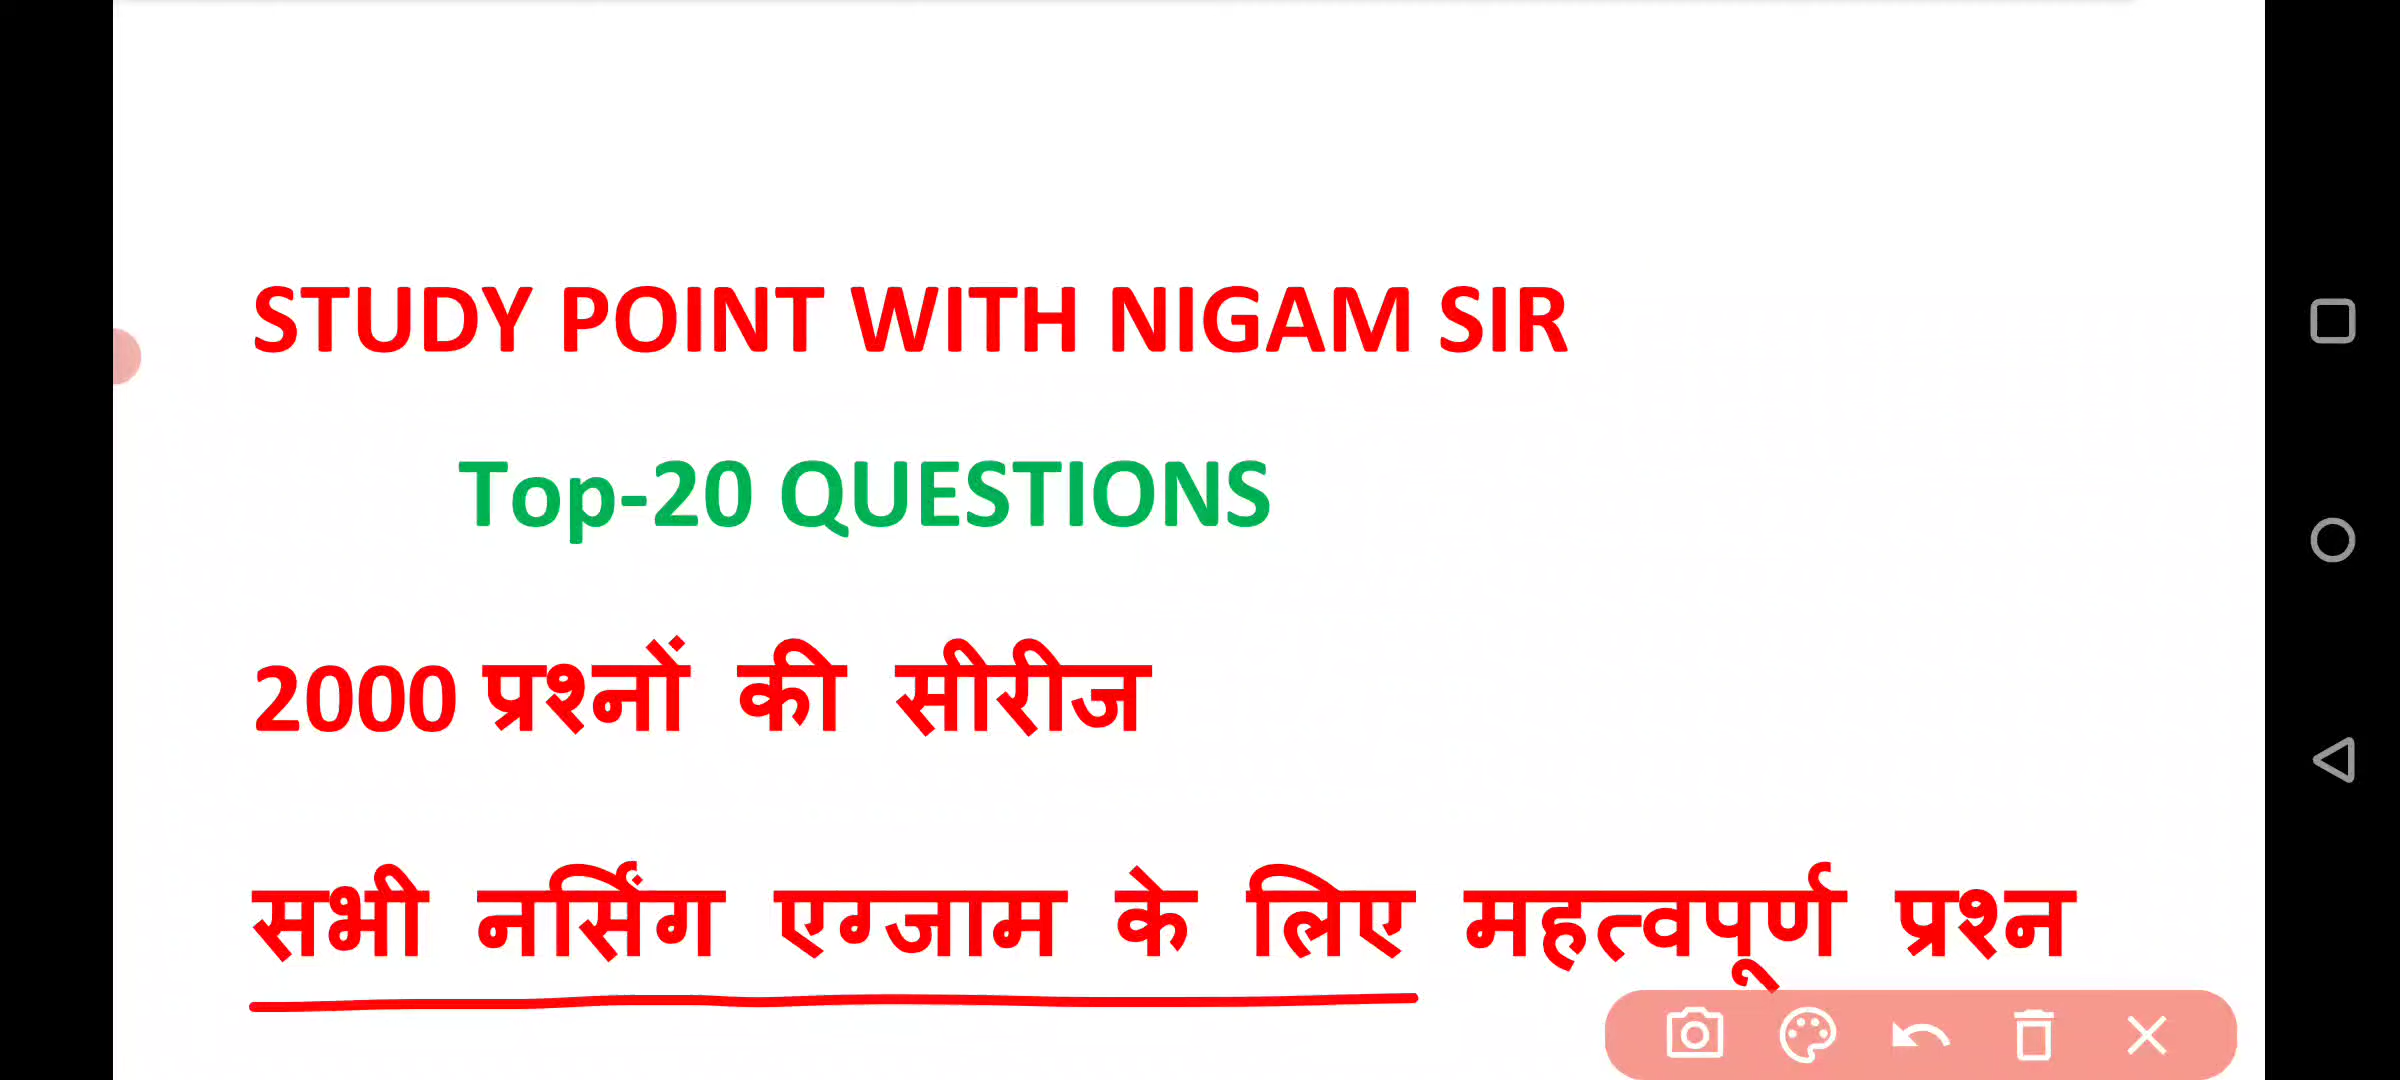 STUDY POINT WITH NIGAM SIR
Top-20 QUESTIONS
2000 प्रश्नों की सीरीज
सभी नर्सिंग एग्जाम के लिए महत्वपूर्ण प्रश्न